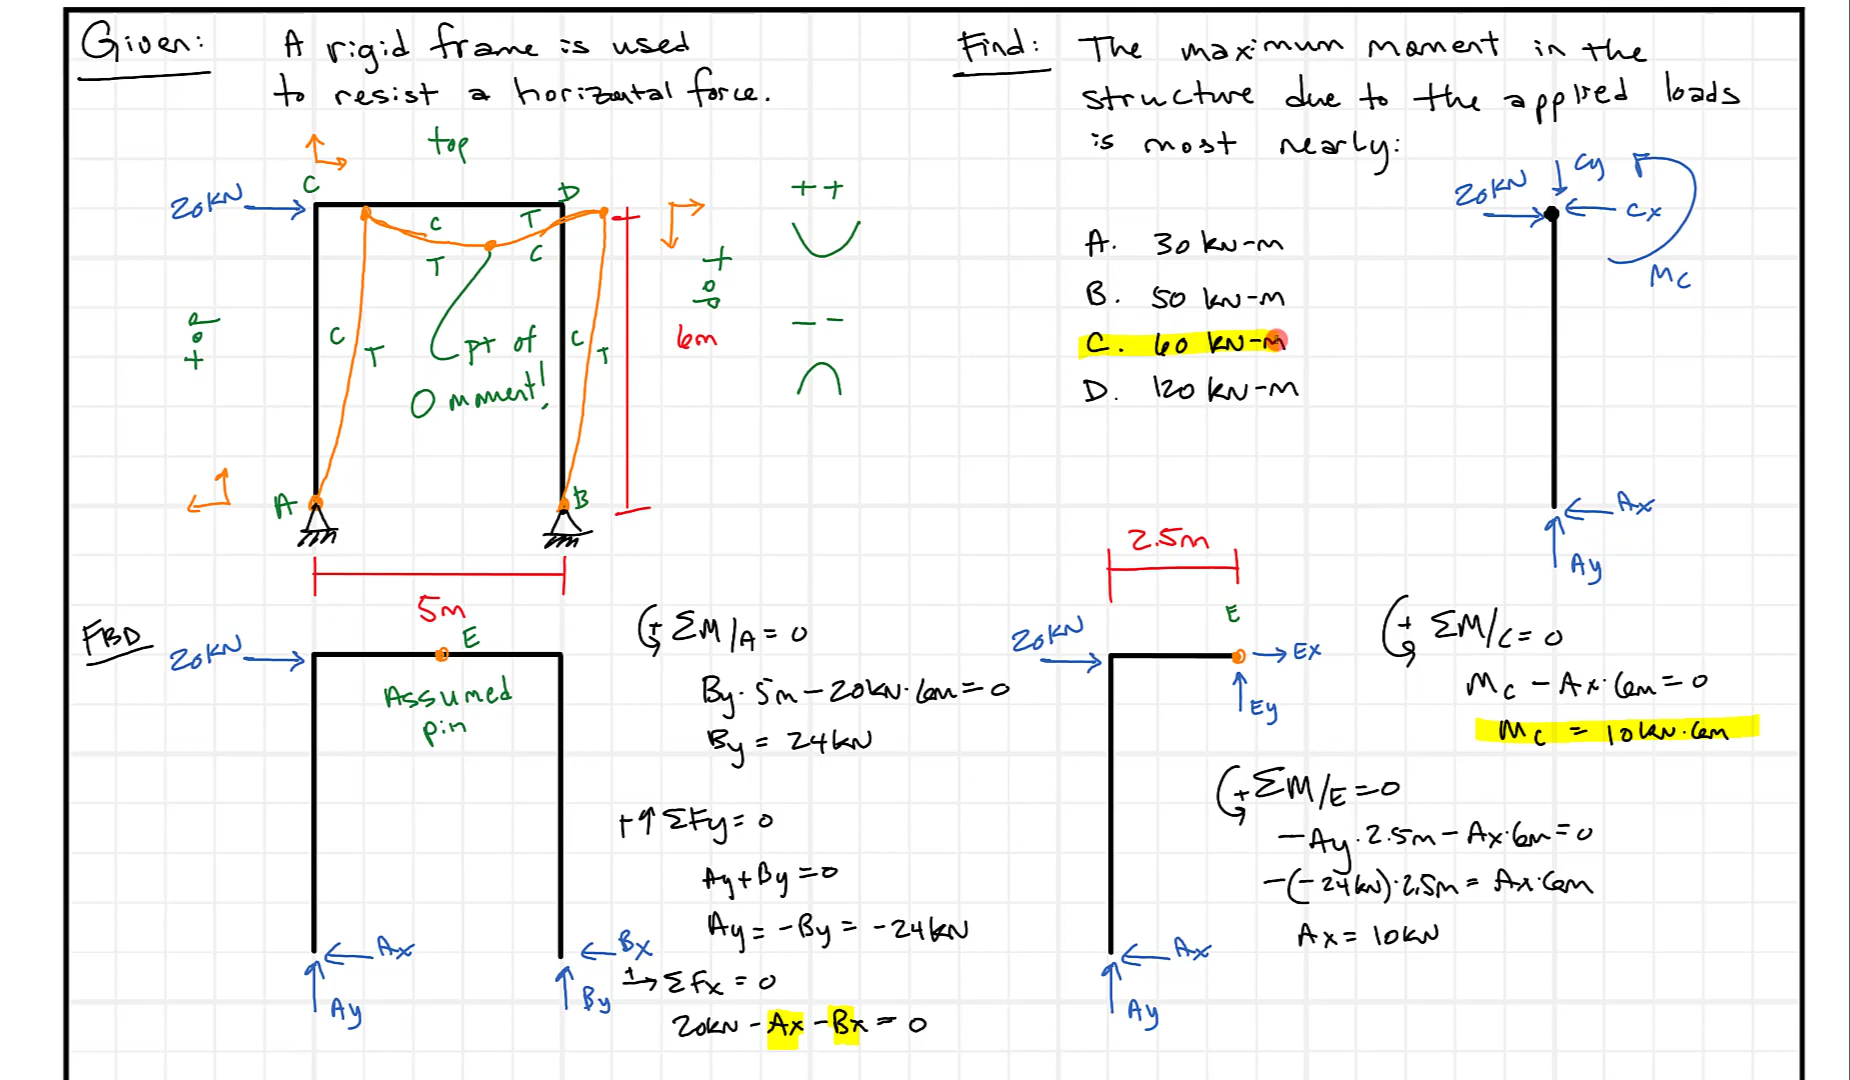 Given: A rigid frame is used
to resist a horizontal force.
Find: The maximum moment in the
structure due to the applied loads
is most nearly:
A. 30 kN-m
B. 50 kN-m
C. 60 kN-m
D. 120 kN-m
top
20kN
C
D
C
T
T
C
C
T
C
T
pt of
0 moment!
A
B
6m
5m
+
+
++
--
20kN
Cy
Cx
Mc
Ax
Ay
FBD
20kN
E
Assumed
pin
Ax
Ay
Bx
By
+ ΣM/A = 0
By·5m - 20kN·6m = 0
By = 24kN
+↑ ΣFy = 0
Ay + By = 0
Ay = -By = -24kN
+→ ΣFx = 0
20kN - Ax - Bx = 0
2.5m
20kN
E
Ex
Ey
Ax
Ay
+ ΣM/C = 0
Mc - Ax·6m = 0
Mc = 10kN·6m
+ ΣM/E = 0
-Ay·2.5m - Ax·6m = 0
-(-24kN)·2.5m = Ax·6m
Ax = 10kN